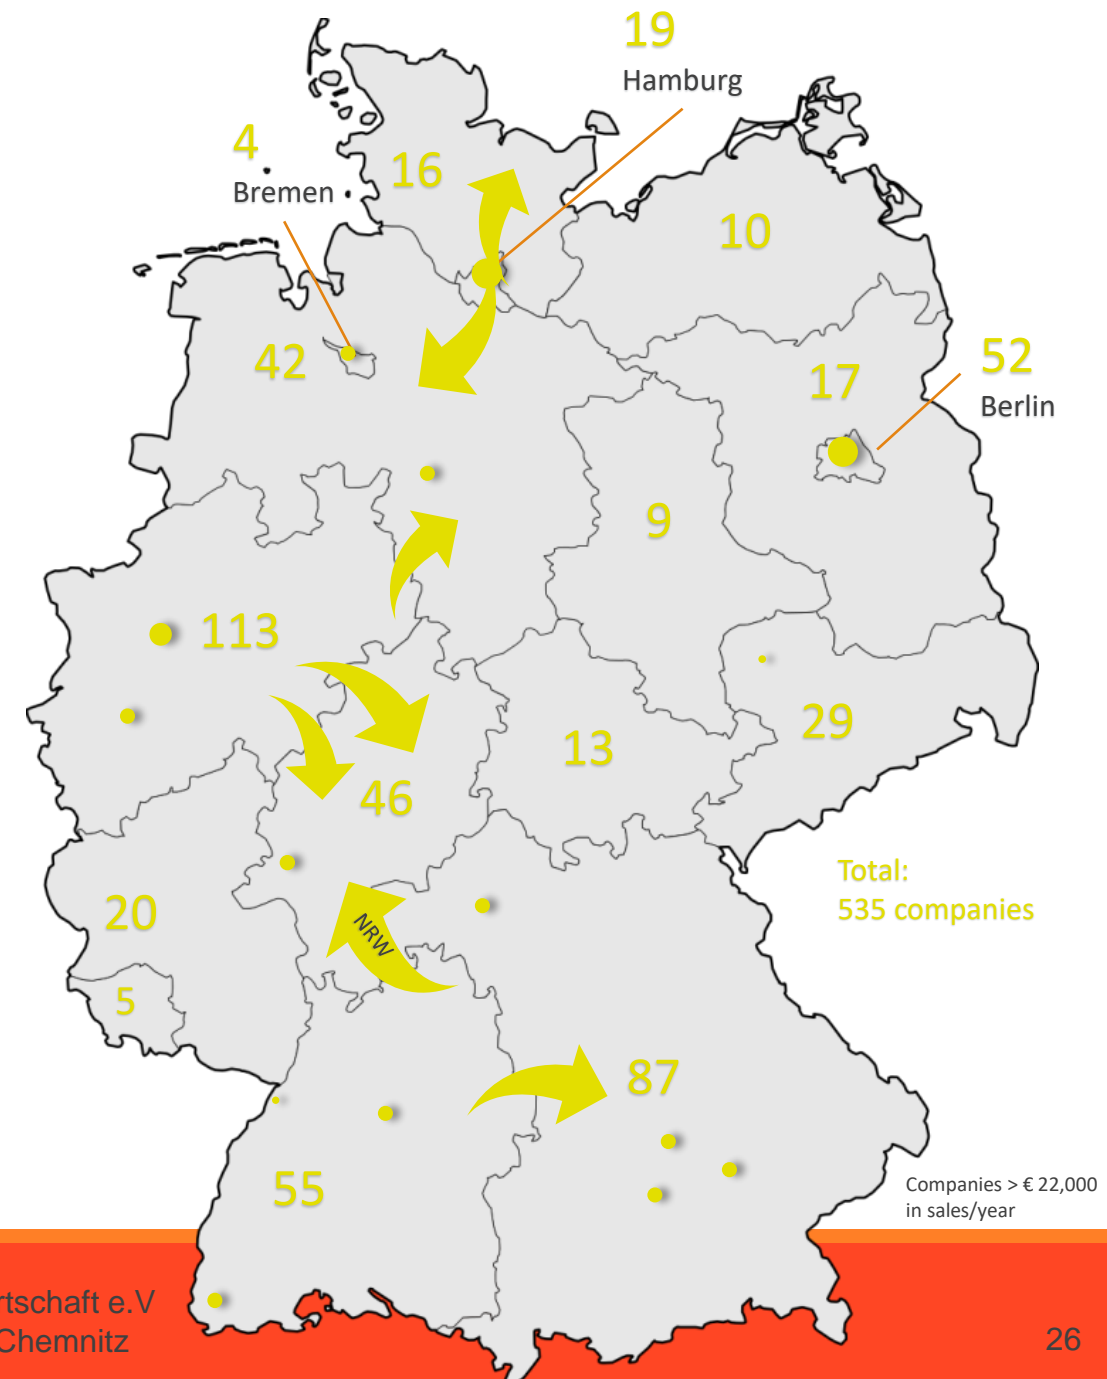 19
Hamburg
4
Bremen
16
10
42
17
52
Berlin
9
113
29
13
46
Total:
535 companies
20
NRW
5
87
55
Companies > € 22,000
in sales/year
rtschaft e.V
Chemnitz
26